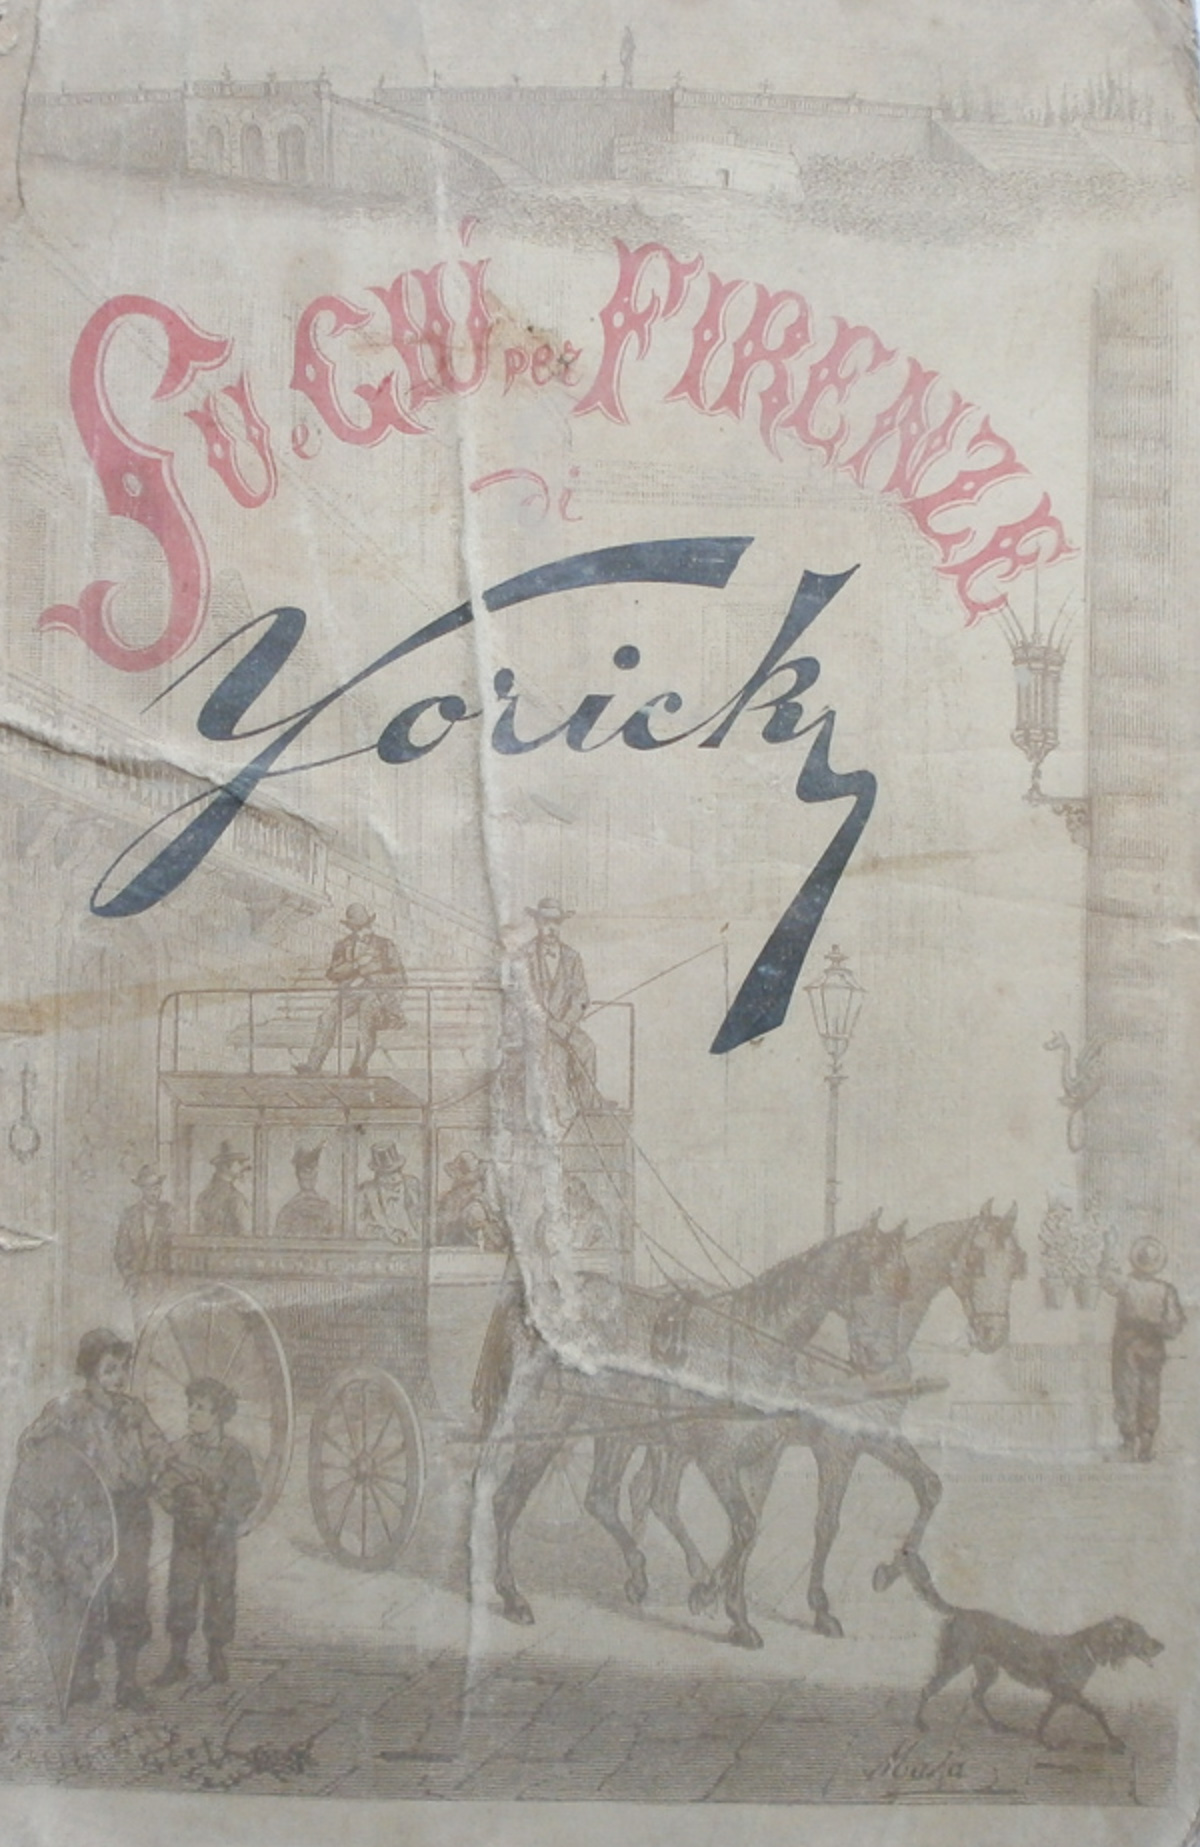 Su e Giù per FIRENZE
di
Yorick